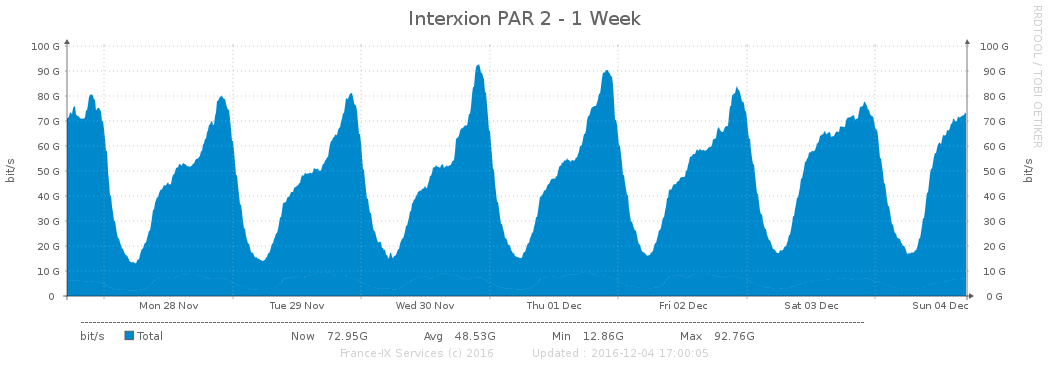 Interxion PAR 2 - 1 Week
RRDTOOL / TOBI OETIKER
bit/s
100 G
90 G
80 G
70 G
60 G
50 G
40 G
30 G
20 G
10 G
0
100 G
90 G
80 G
70 G
60 G
50 G
40 G
30 G
20 G
10 G
0 G
bit/s
Mon 28 Nov Tue 29 Nov Wed 30 Nov Thu 01 Dec Fri 02 Dec Sat 03 Dec Sun 04 Dec
bit/s Total Now 72.95G Avg 48.53G Min 12.86G Max 92.76G
France-IX Services (c) 2016 Updated : 2016-12-04 17:00:05